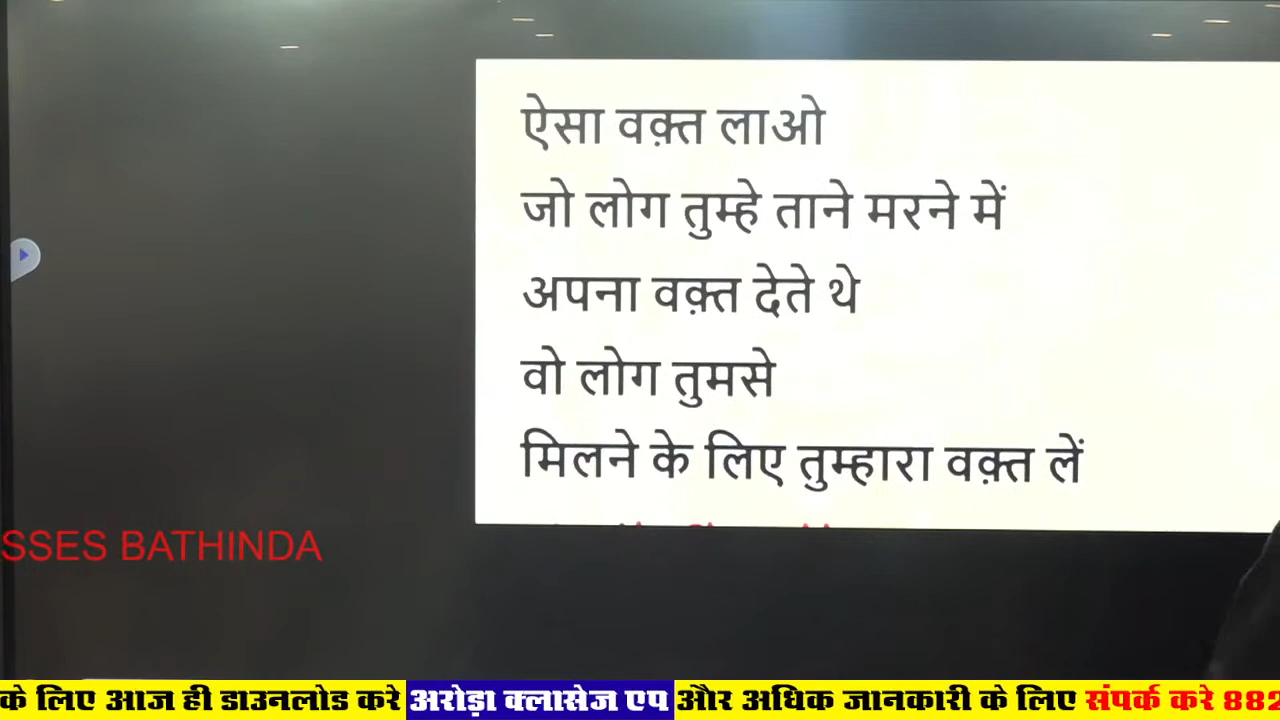 ऐसा वक़्त लाओ
जो लोग तुम्हे ताने मरने में
अपना वक़्त देते थे
वो लोग तुमसे
मिलने के लिए तुम्हारा वक़्त लें
SSES BATHINDA
के लिए आज ही डाउनलोड करे अरोड़ा क्लासेज एप और अधिक जानकारी के लिए संपर्क करे 882